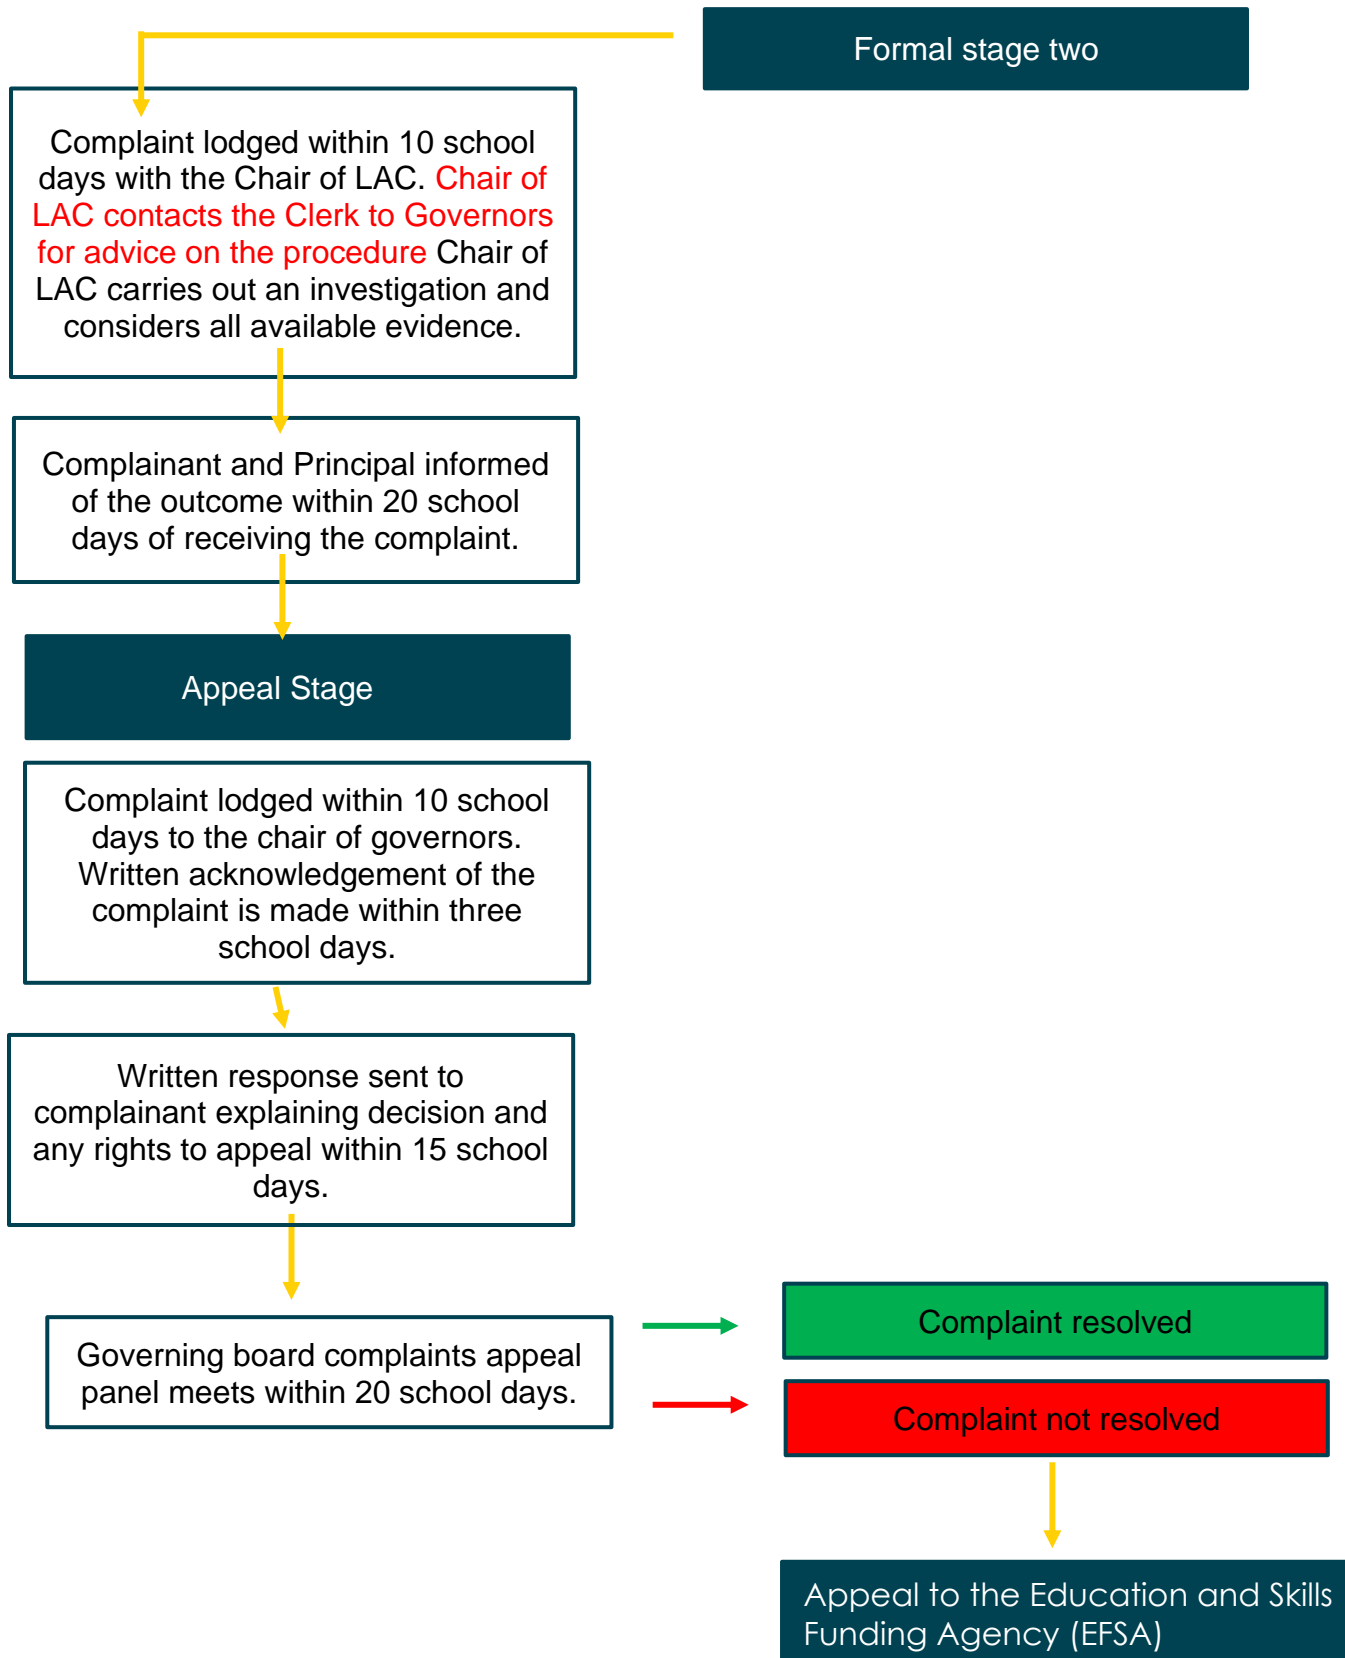 Formal stage two
Complaint lodged within 10 school
days with the Chair of LAC. Chair of
LAC contacts the Clerk to Governors
for advice on the procedure Chair of
LAC carries out an investigation and
considers all available evidence.
Complainant and Principal informed
of the outcome within 20 school
days of receiving the complaint.
Appeal Stage
Complaint lodged within 10 school
days to the chair of governors.
Written acknowledgement of the
complaint is made within three
school days.
Written response sent to
complainant explaining decision and
any rights to appeal within 15 school
days.
Governing board complaints appeal
panel meets within 20 school days.
Complaint resolved
Complaint not resolved
Appeal to the Education and Skills
Funding Agency (EFSA)